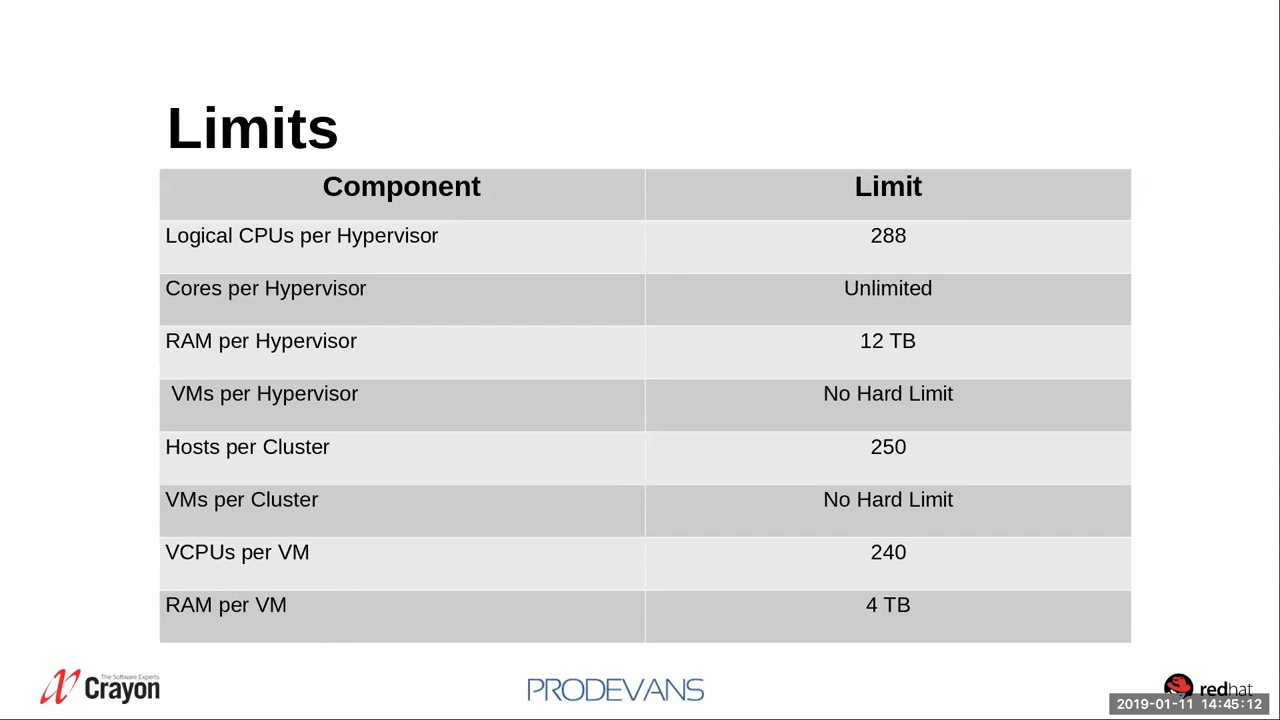 Limits
Component Limit
Logical CPUs per Hypervisor 288
Cores per Hypervisor Unlimited
RAM per Hypervisor 12 TB
VMs per Hypervisor No Hard Limit
Hosts per Cluster 250
VMs per Cluster No Hard Limit
VCPUs per VM 240
RAM per VM 4 TB
The Software Experts
Crayon
PRODEVANS
redhat
2019-01-11 14:45:12